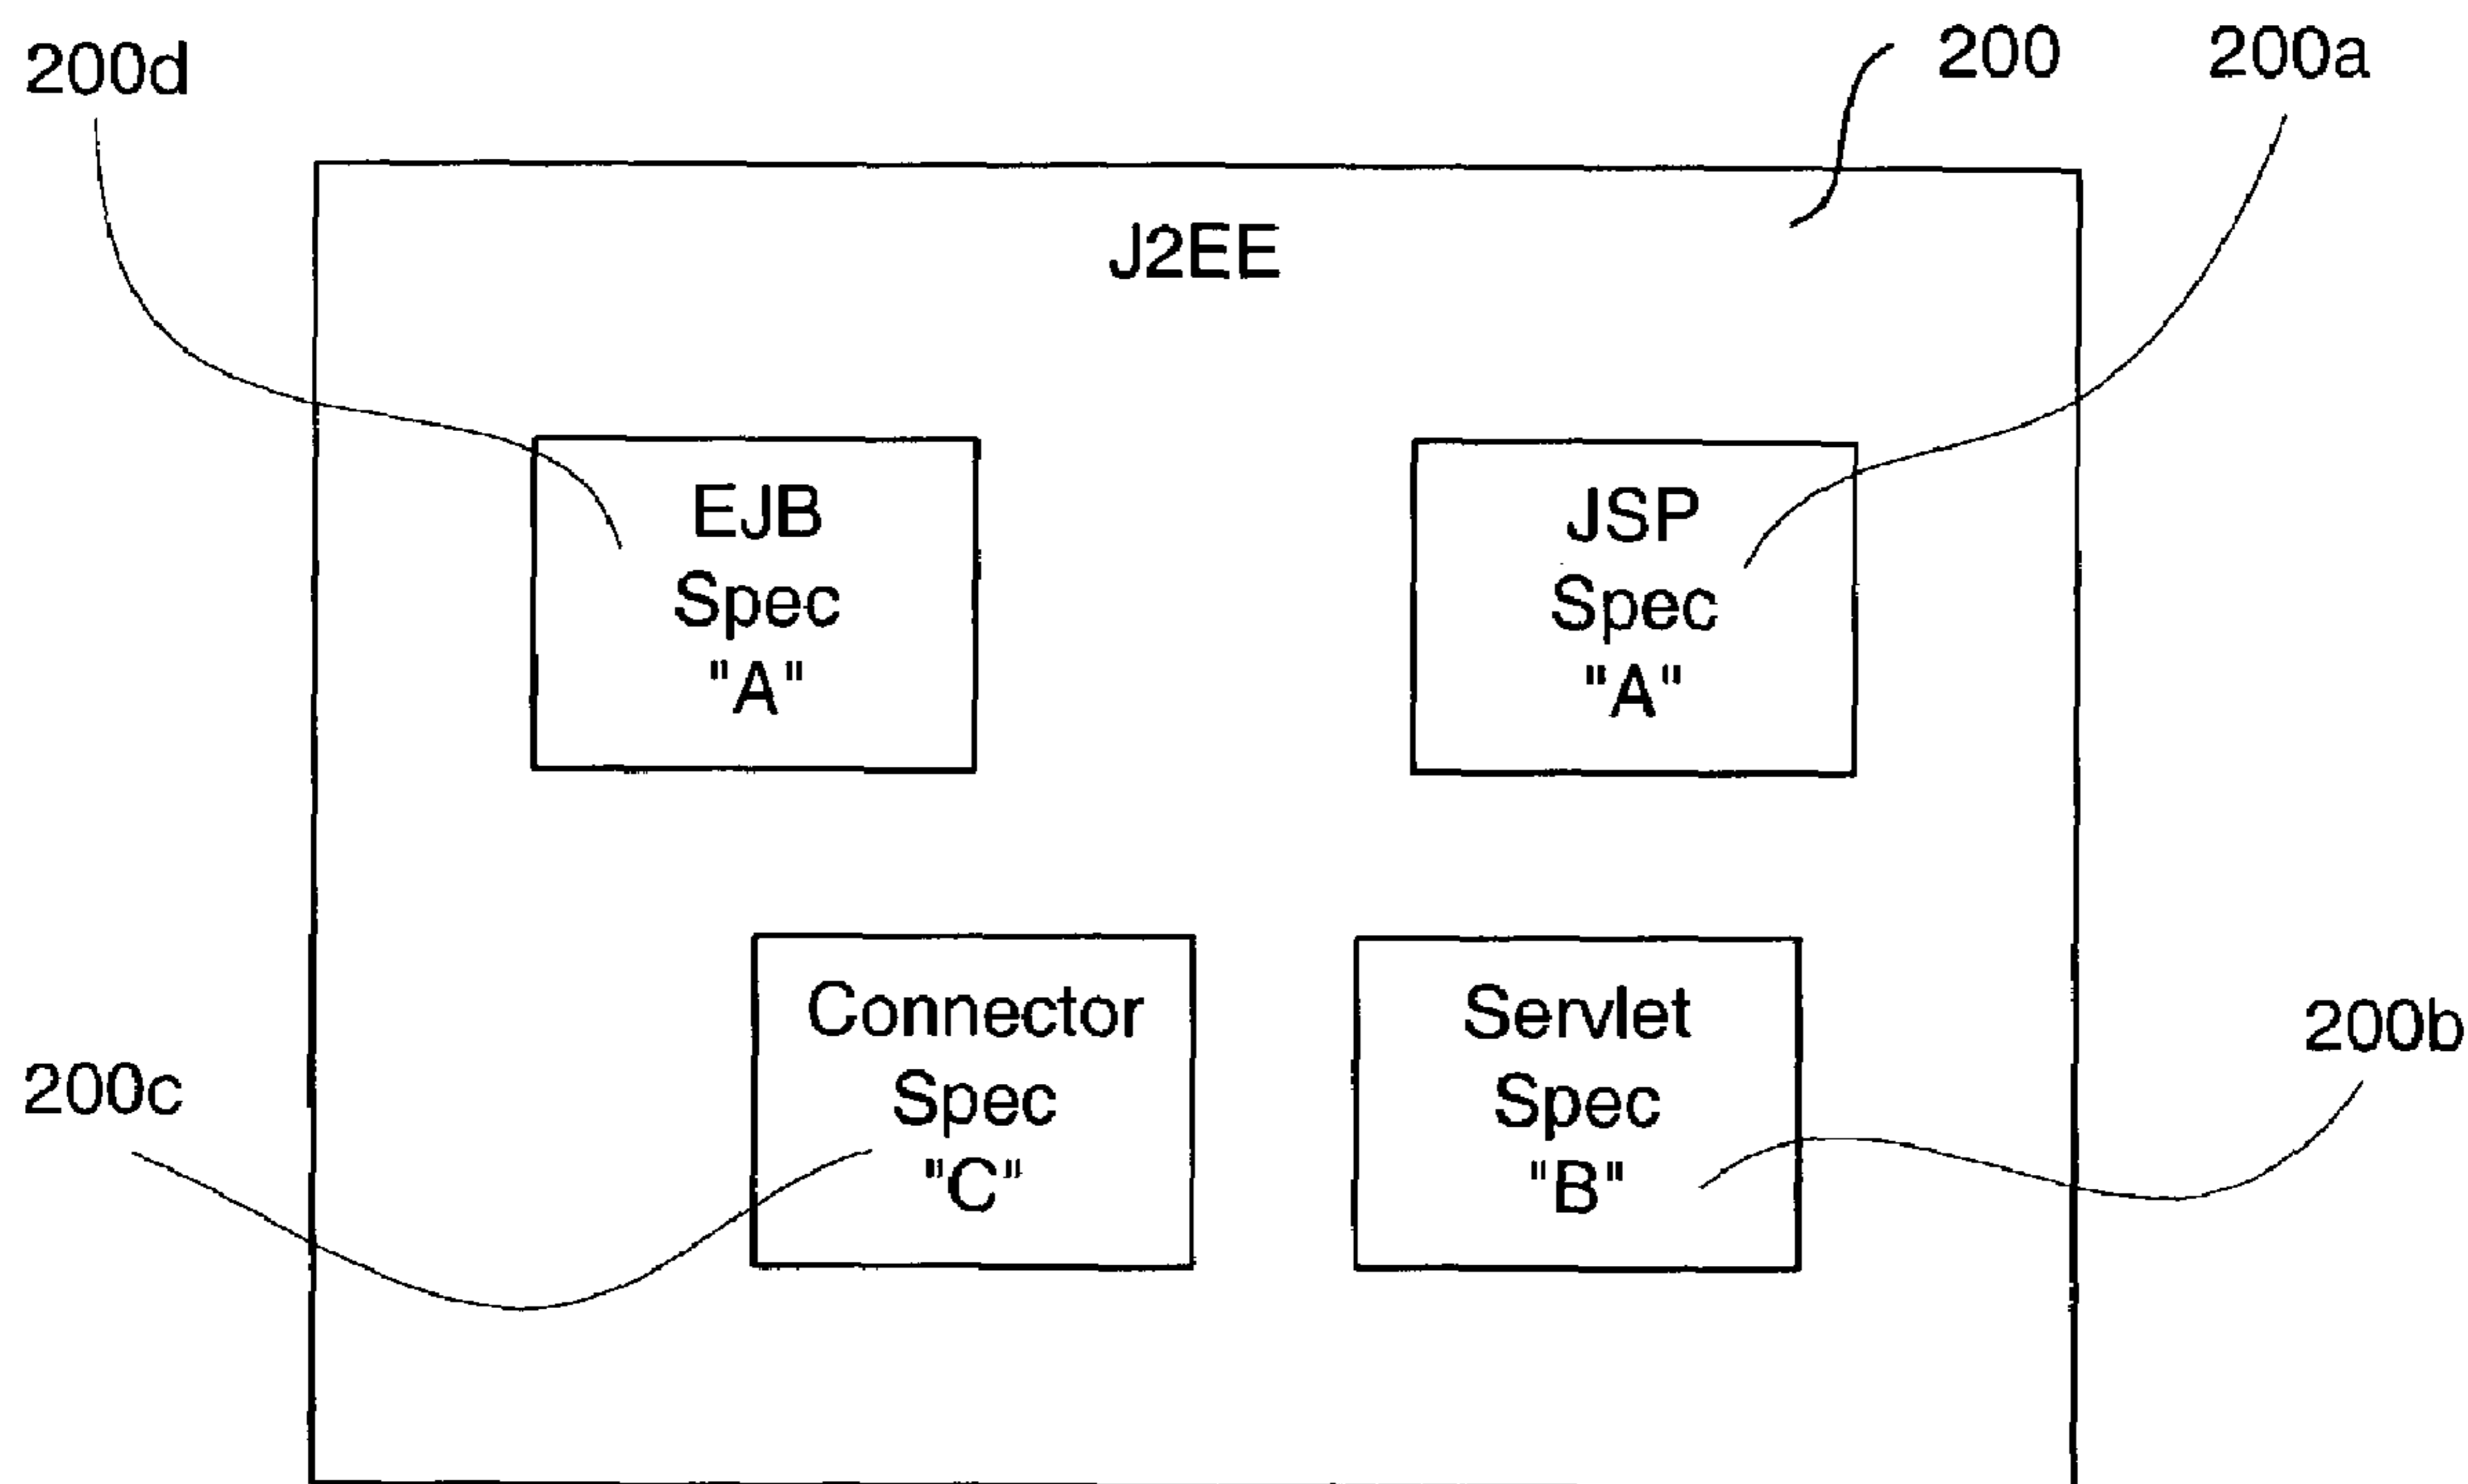 200d
200
200a
J2EE
EJB
Spec
"A"
JSP
Spec
"A"
Connector
Spec
"C"
Servlet
Spec
"B"
200c
200b